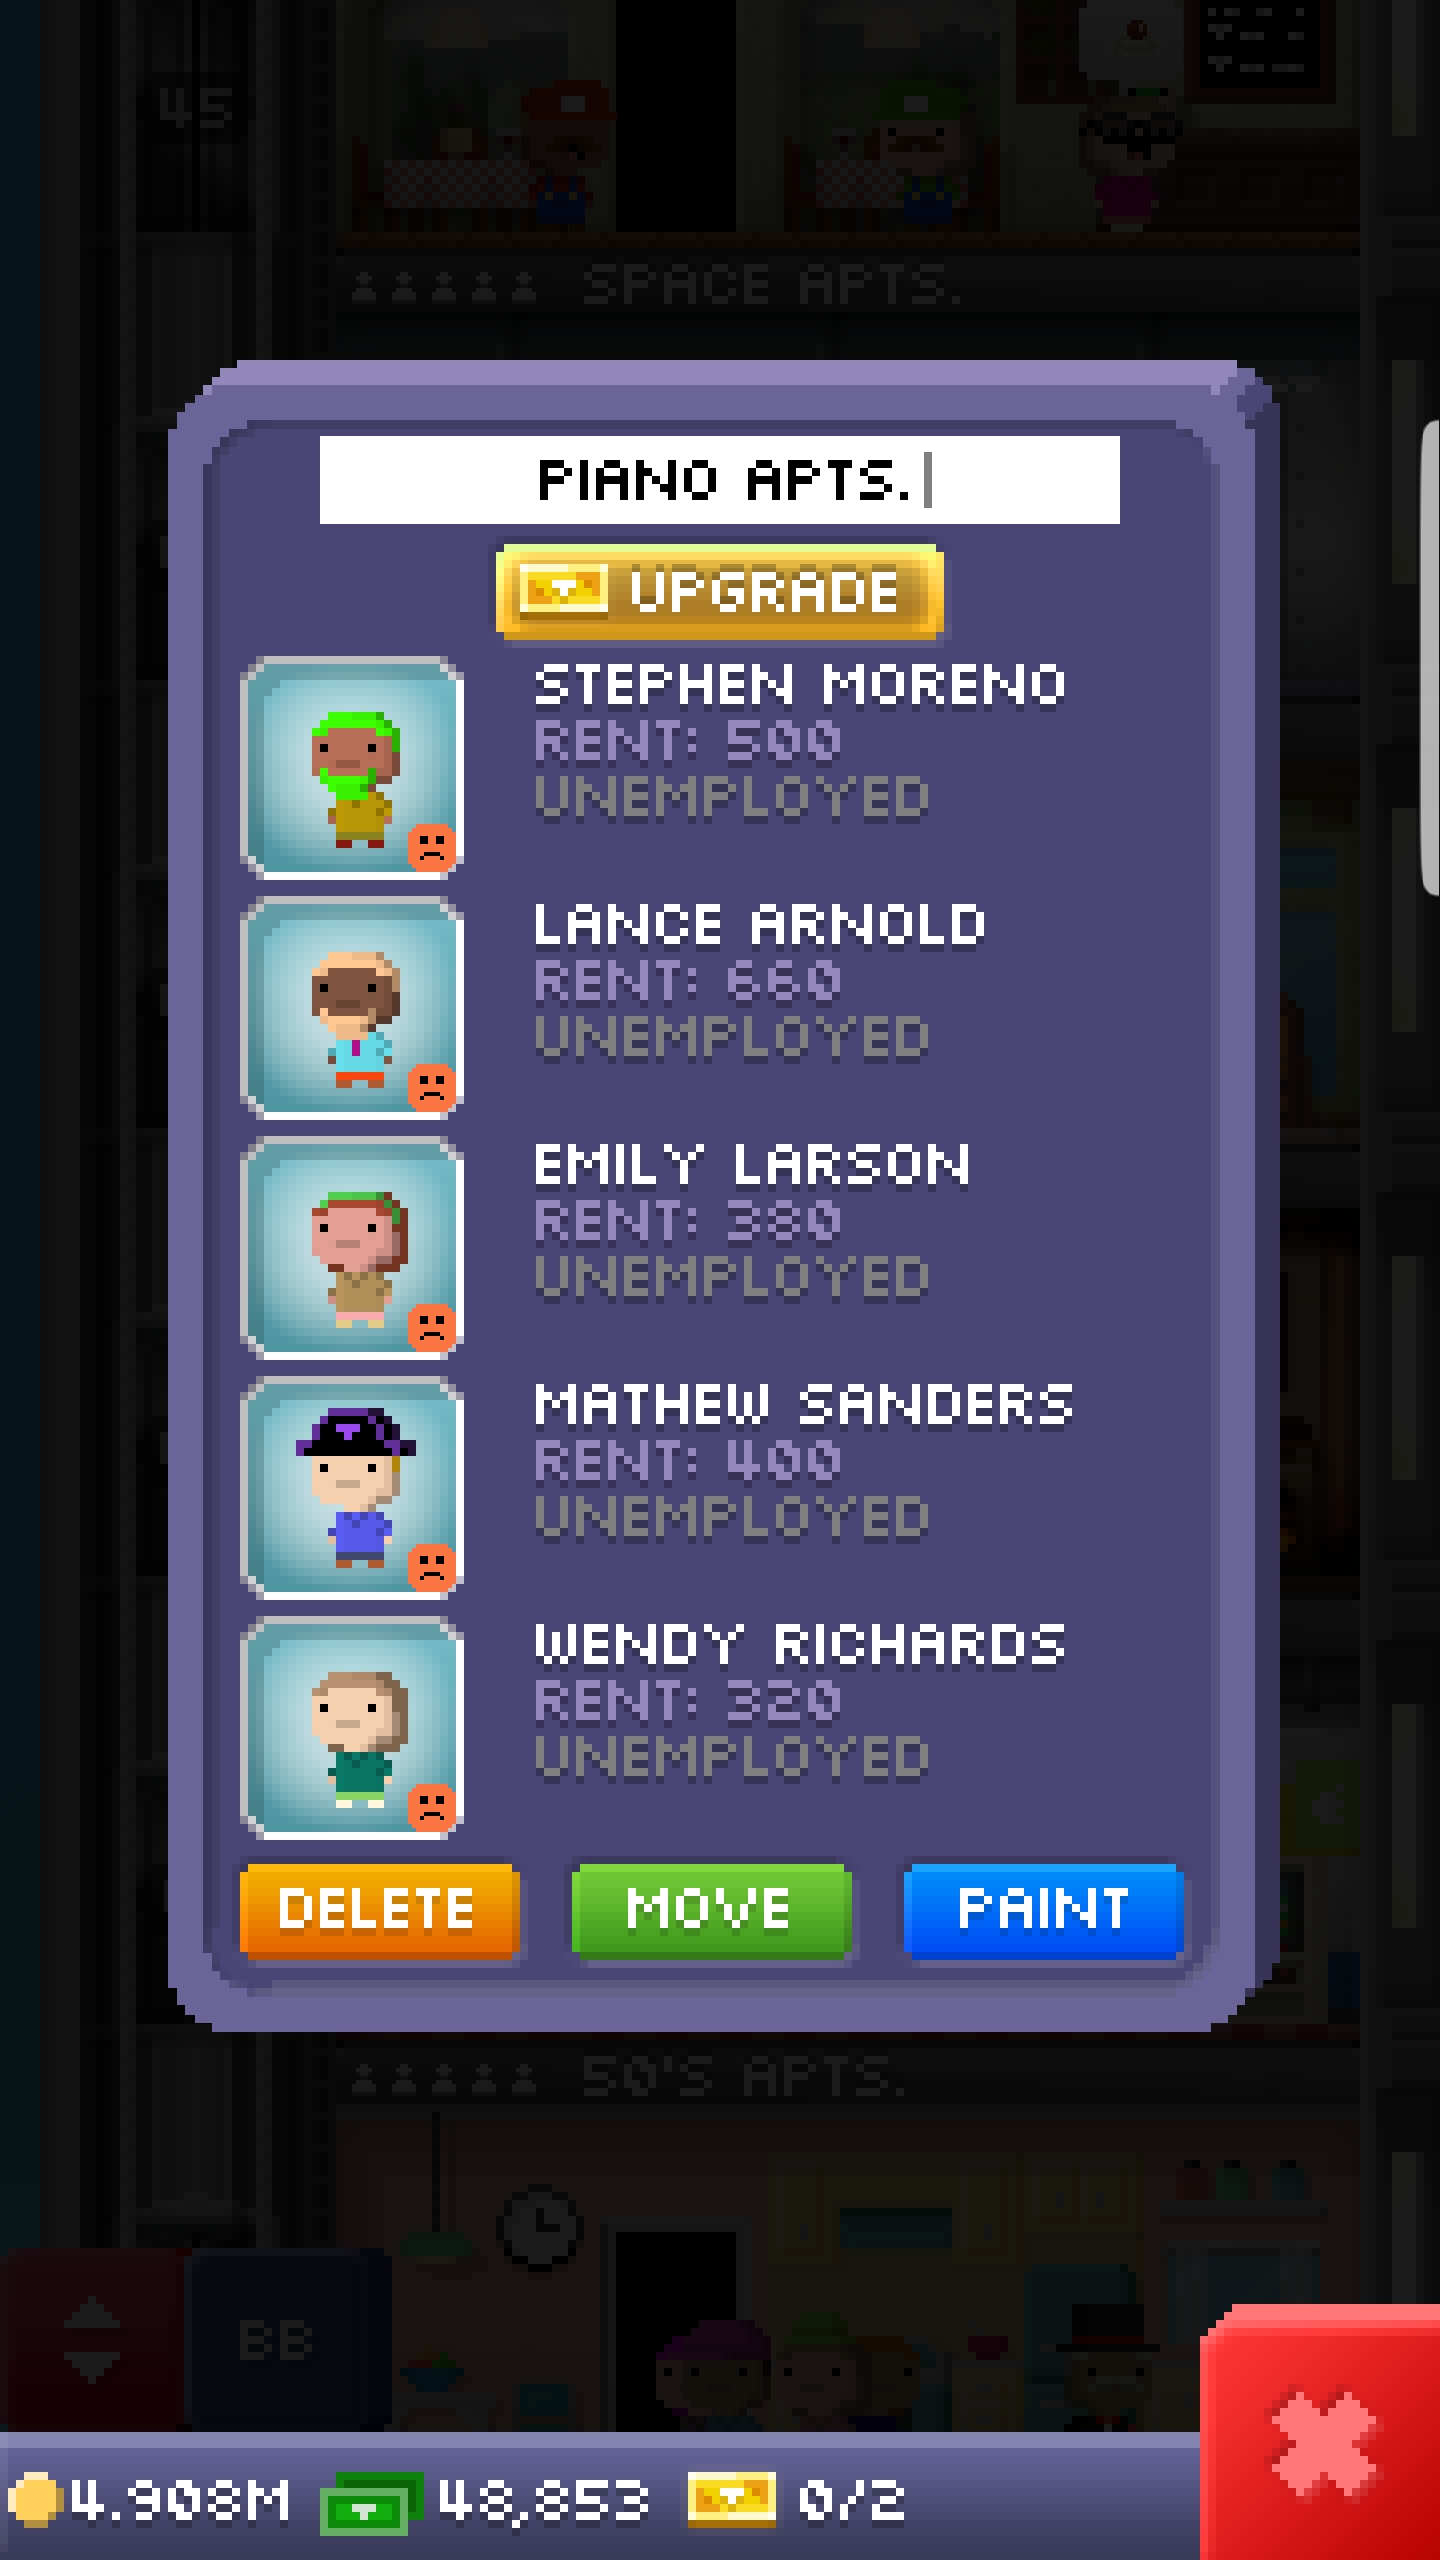 45
SPACE APTS.
PIANO APTS.
UPGRADE
STEPHEN MORENO
RENT: 500
UNEMPLOYED
LANCE ARNOLD
RENT: 660
UNEMPLOYED
EMILY LARSON
RENT: 380
UNEMPLOYED
MATHEW SANDERS
RENT: 400
UNEMPLOYED
WENDY RICHARDS
RENT: 320
UNEMPLOYED
DELETE MOVE PAINT
50'S APTS.
BB
4.908M 48,853 0/2